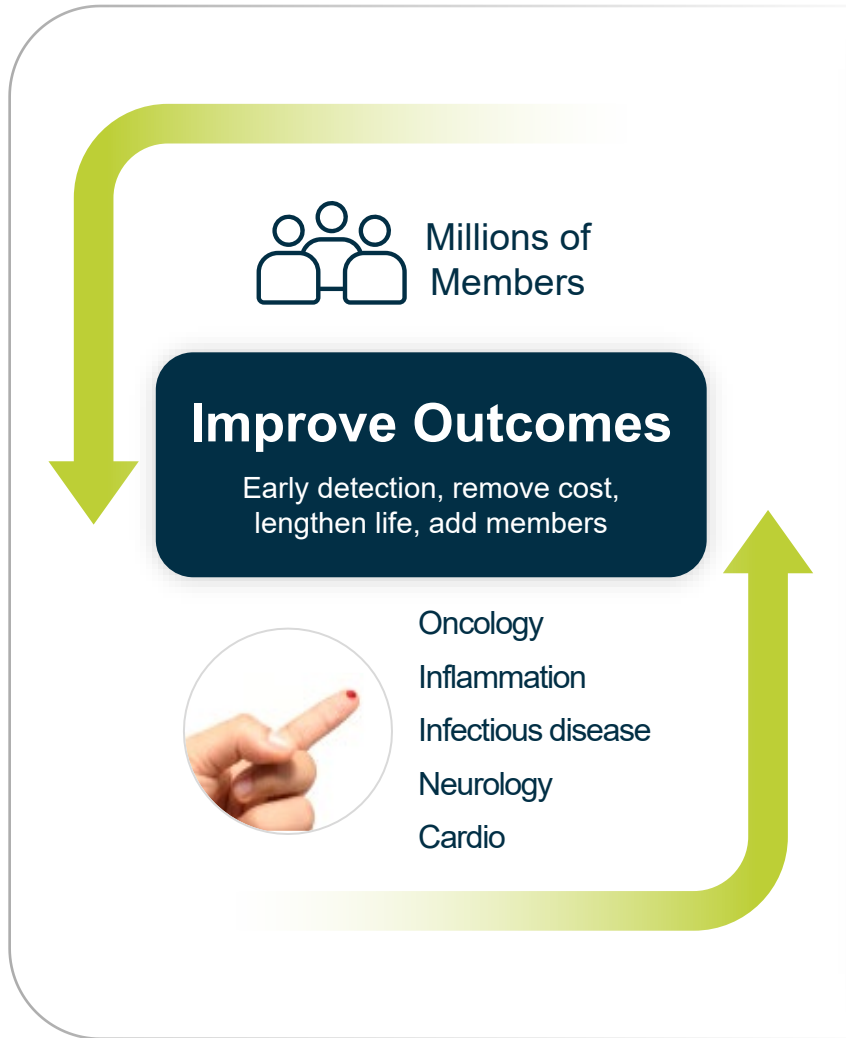 Millions of
Members
Improve Outcomes
Early detection, remove cost,
lengthen life, add members
Oncology
Inflammation
Infectious disease
Neurology
Cardio